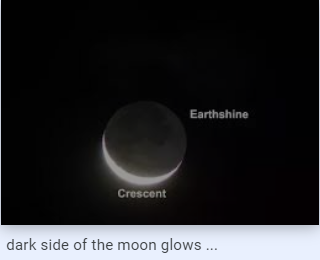 Earthshine
Crescent
dark side of the moon glows ...